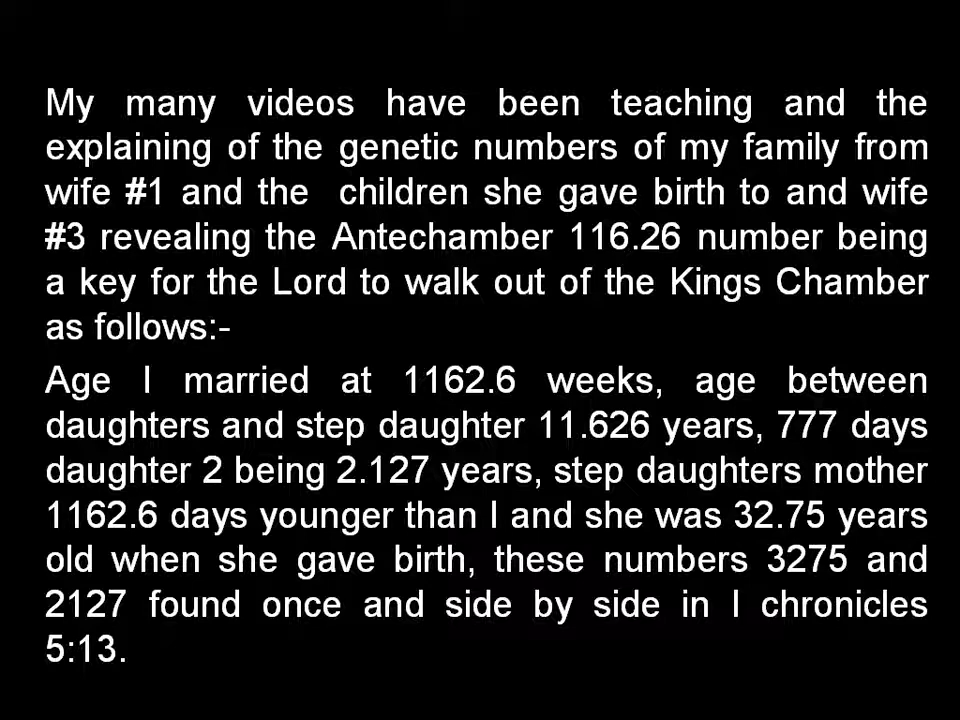 My many videos have been teaching and the
explaining of the genetic numbers of my family from
wife #1 and the children she gave birth to and wife
#3 revealing the Antechamber 116.26 number being
a key for the Lord to walk out of the Kings Chamber
as follows:-
Age I married at 1162.6 weeks, age between
daughters and step daughter 11.626 years, 777 days
daughter 2 being 2.127 years, step daughters mother
1162.6 days younger than I and she was 32.75 years
old when she gave birth, these numbers 3275 and
2127 found once and side by side in I chronicles
5:13.